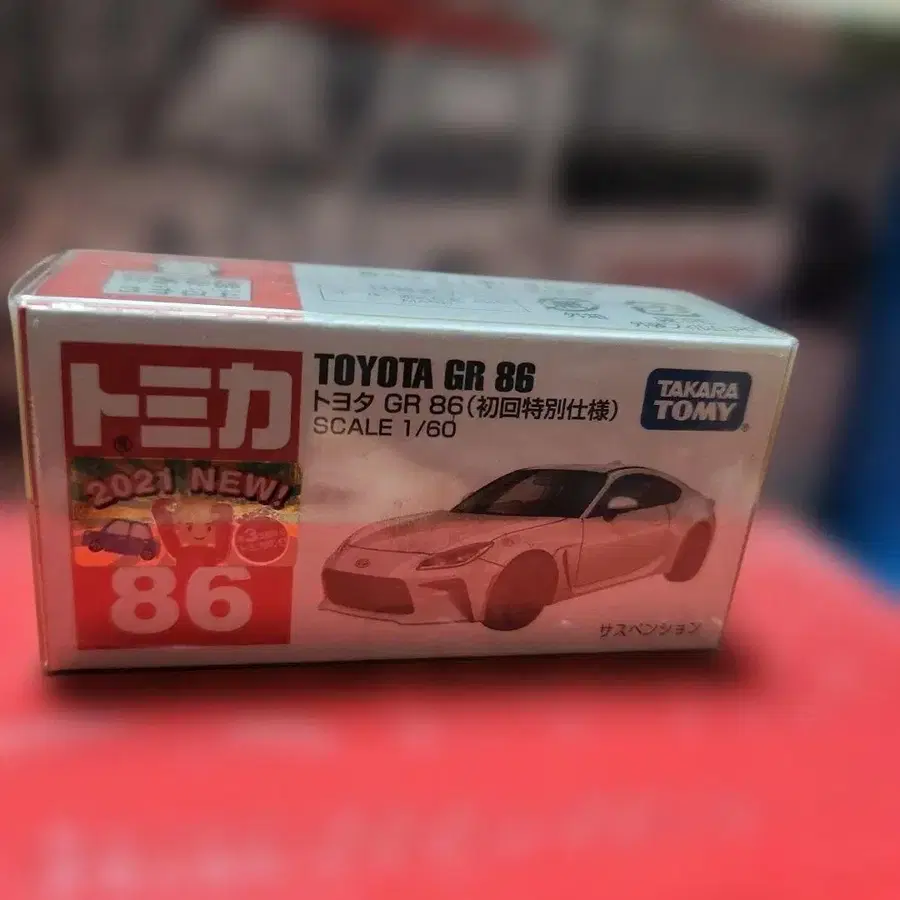 トミカ
2021 NEW!
86
TOYOTA GR 86
トヨタ GR 86(初回特別仕様)
SCALE 1/60
TAKARA
TOMY
サスペンション